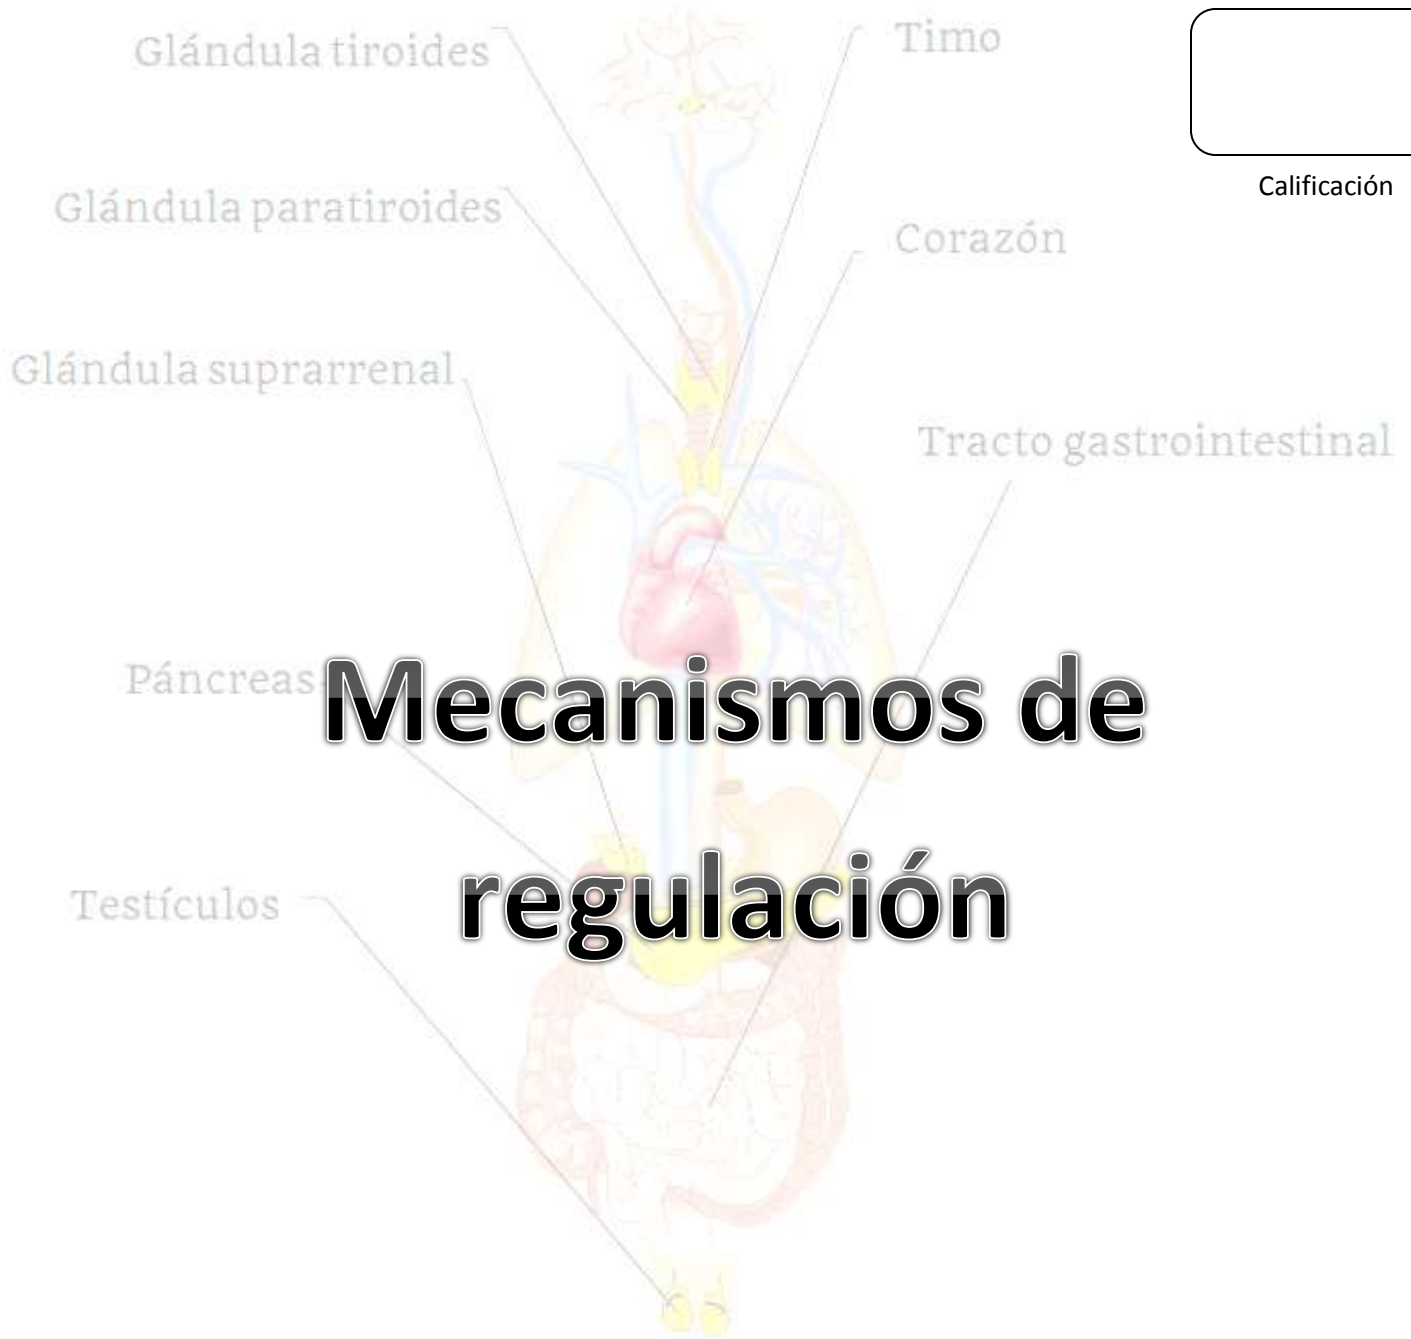 Glándula tiroides
Timo
Calificación
Glándula paratiroides
Corazón
Glándula suprarrenal
Tracto gastrointestinal
Páncreas
Mecanismos de
regulación
Testículos